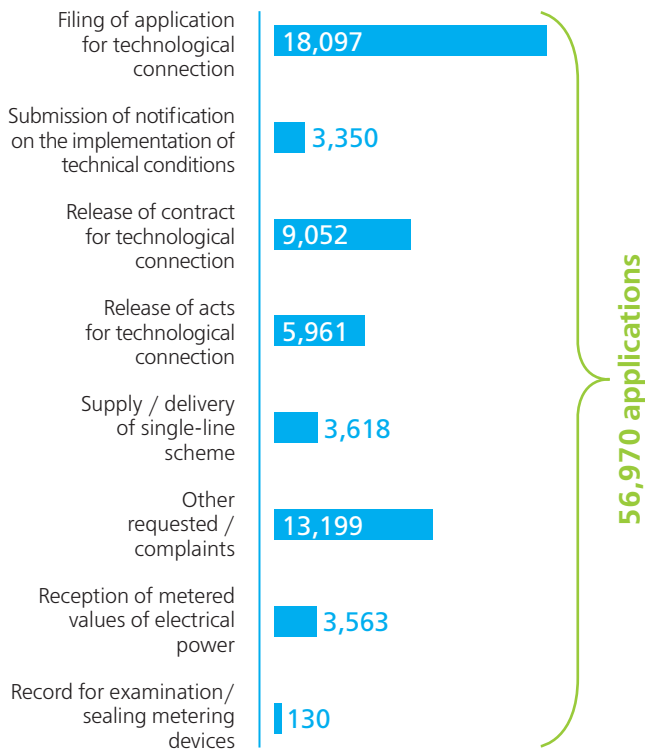 Filing of application
for technological
connection
18,097
Submission of notification
on the implementation of
technical conditions
3,350
Release of contract
for technological
connection
9,052
Release of acts
for technological
connection
5,961
Supply / delivery
of single-line
scheme
3,618
Other
requested /
complaints
13,199
Reception of metered
values of electrical
power
3,563
Record for examination/
sealing metering
devices
130
56,970 applications